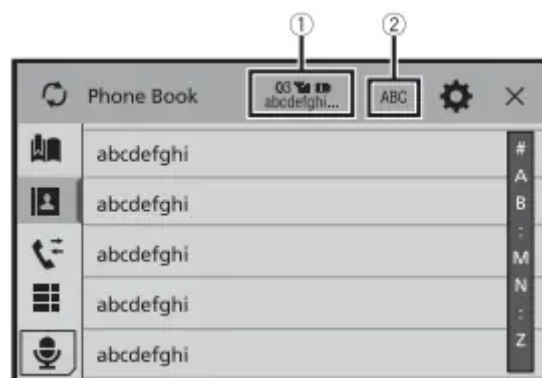 ① ②
Phone Book
03
abcdefghi...
ABC
abcdefghi
abcdefghi
abcdefghi
abcdefghi
abcdefghi
#
A
B
:
M
N
:
Z